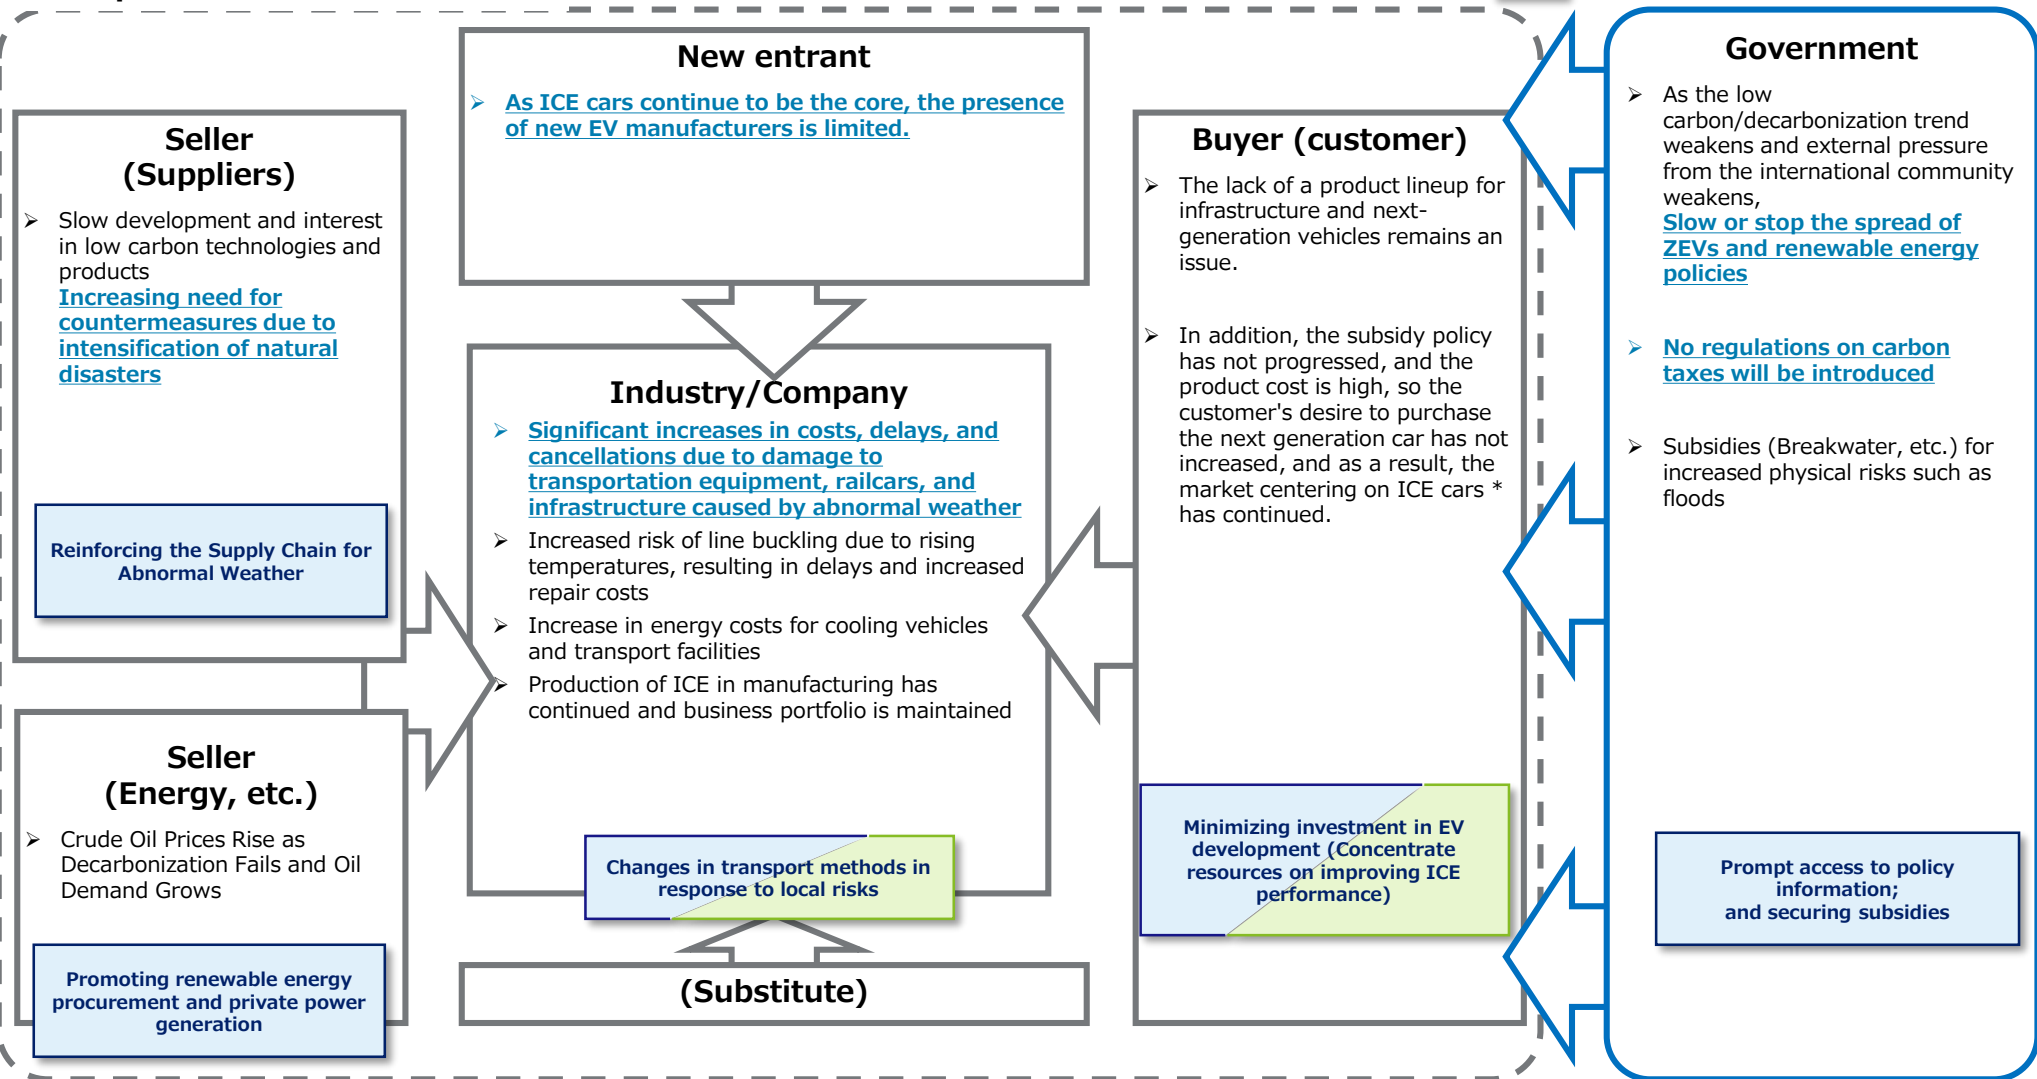 New entrant
As ICE cars continue to be the core, the presence
of new EV manufacturers is limited.
Seller
(Suppliers)
Slow development and interest
in low carbon technologies and
products
Increasing need for
countermeasures due to
intensification of natural
disasters
Reinforcing the Supply Chain for
Abnormal Weather
Seller
(Energy, etc.)
Crude Oil Prices Rise as
Decarbonization Fails and Oil
Demand Grows
Promoting renewable energy
procurement and private power
generation
Industry/Company
Significant increases in costs, delays, and
cancellations due to damage to
transportation equipment, railcars, and
infrastructure caused by abnormal weather
Increased risk of line buckling due to rising
temperatures, resulting in delays and increased
repair costs
Increase in energy costs for cooling vehicles
and transport facilities
Production of ICE in manufacturing has
continued and business portfolio is maintained
Changes in transport methods in
response to local risks
(Substitute)
Buyer (customer)
The lack of a product lineup for
infrastructure and next-
generation vehicles remains an
issue.
In addition, the subsidy policy
has not progressed, and the
product cost is high, so the
customer's desire to purchase
the next generation car has not
increased, and as a result, the
market centering on ICE cars *
has continued.
Minimizing investment in EV
development (Concentrate
resources on improving ICE
performance)
Government
As the low
carbon/decarbonization trend
weakens and external pressure
from the international community
weakens,
Slow or stop the spread of
ZEVs and renewable energy
policies
No regulations on carbon
taxes will be introduced
Subsidies (Breakwater, etc.) for
increased physical risks such as
floods
Prompt access to policy
information;
and securing subsidies